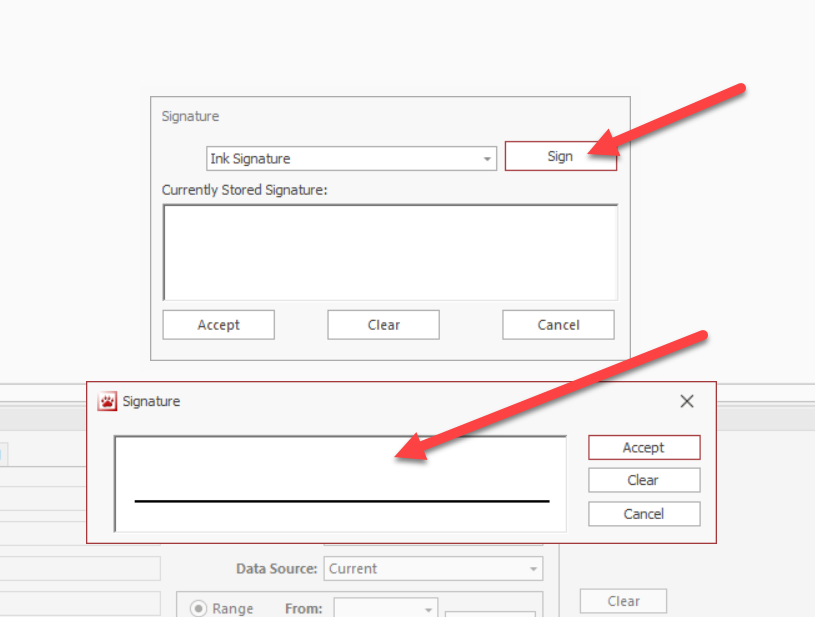 Signature
Ink Signature
Sign
Currently Stored Signature:
Accept Clear Cancel
Signature
Accept
Clear
Cancel
Data Source: Current
Range From:
Clear